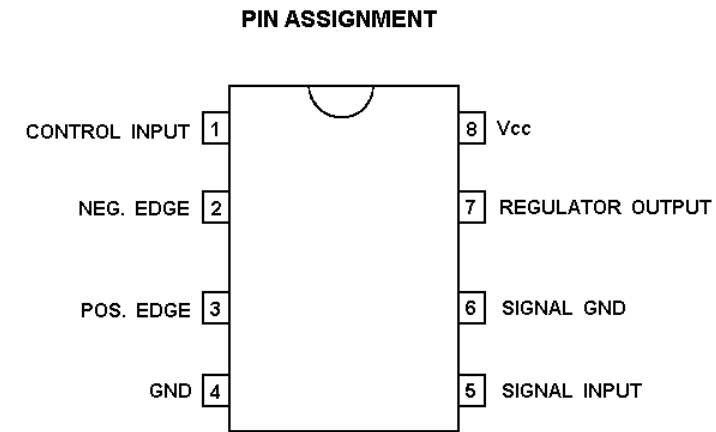 PIN ASSIGNMENT
CONTROL INPUT 1
8 Vcc
NEG. EDGE 2
7 REGULATOR OUTPUT
POS. EDGE 3
6 SIGNAL GND
GND 4
5 SIGNAL INPUT